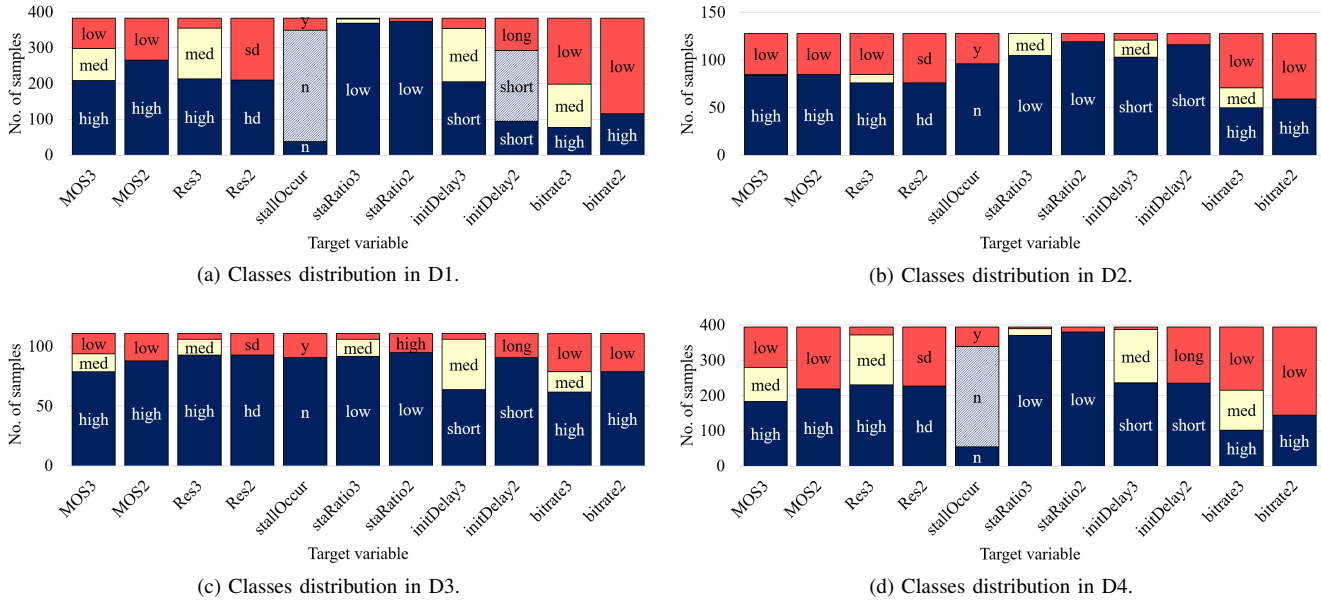 400
300
200
100
0
No. of samples
low
med
high
low
high
med
high
sd
hd
y
n
n
low
low
med
short
long
short
short
low
med
high
low
high
MOS3
MOS2
Res3
Res2
stallOccur
staRatio3
staRatio2
initDelay3
initDelay2
bitrate3
bitrate2
Target variable
(a) Classes distribution in D1.
150
100
50
0
No. of samples
low
high
low
high
low
high
sd
hd
y
n
med
low
low
med
short
short
low
med
high
low
high
MOS3
MOS2
Res3
Res2
stallOccur
staRatio3
staRatio2
initDelay3
initDelay2
bitrate3
bitrate2
Target variable
(b) Classes distribution in D2.
100
50
0
No. of samples
low
med
high
low
high
med
high
sd
hd
y
n
med
low
high
low
med
short
long
short
low
med
high
low
high
MOS3
MOS2
Res3
Res2
stallOccur
staRatio3
staRatio2
initDelay3
initDelay2
bitrate3
bitrate2
Target variable
(c) Classes distribution in D3.
400
300
200
100
0
No. of samples
low
med
high
low
high
med
high
sd
hd
y
n
n
low
low
med
short
long
short
low
med
high
low
high
MOS3
MOS2
Res3
Res2
stallOccur
staRatio3
staRatio2
initDelay3
initDelay2
bitrate3
bitrate2
Target variable
(d) Classes distribution in D4.